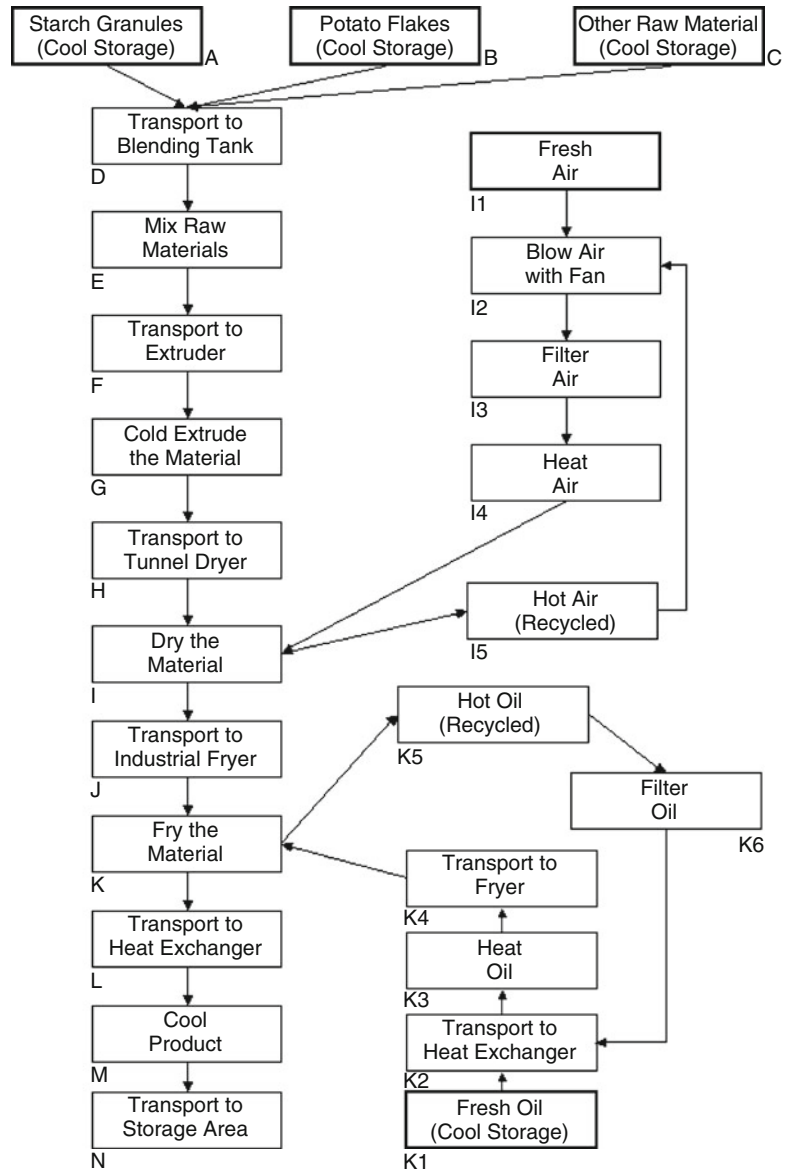 Starch Granules
(Cool Storage)
A
Potato Flakes
(Cool Storage)
B
Other Raw Material
(Cool Storage)
C
Transport to
Blending Tank
D
Mix Raw
Materials
E
Transport to
Extruder
F
Cold Extrude
the Material
G
Transport to
Tunnel Dryer
H
Dry the
Material
I
Transport to
Industrial Fryer
J
Fry the
Material
K
Transport to
Heat Exchanger
L
Cool
Product
M
Transport to
Storage Area
N
Fresh
Air
I1
Blow Air
with Fan
I2
Filter
Air
I3
Heat
Air
I4
Hot Air
(Recycled)
I5
Hot Oil
(Recycled)
K5
Filter
Oil
K6
Transport to
Fryer
K4
Heat
Oil
K3
Transport to
Heat Exchanger
K2
Fresh Oil
(Cool Storage)
K1